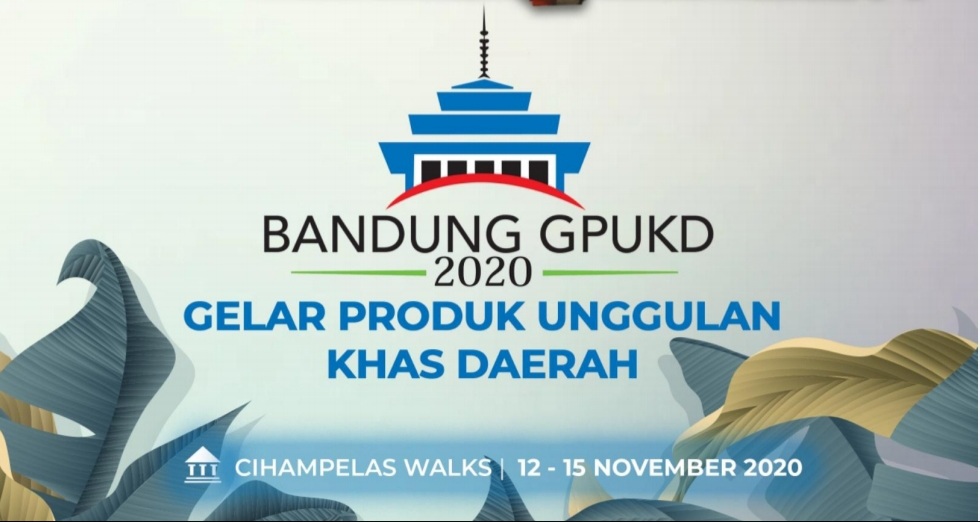 BANDUNG GPUKD
2020
GELAR PRODUK UNGGULAN
KHAS DAERAH
CIHAMPELAS WALKS | 12 - 15 NOVEMBER 2020